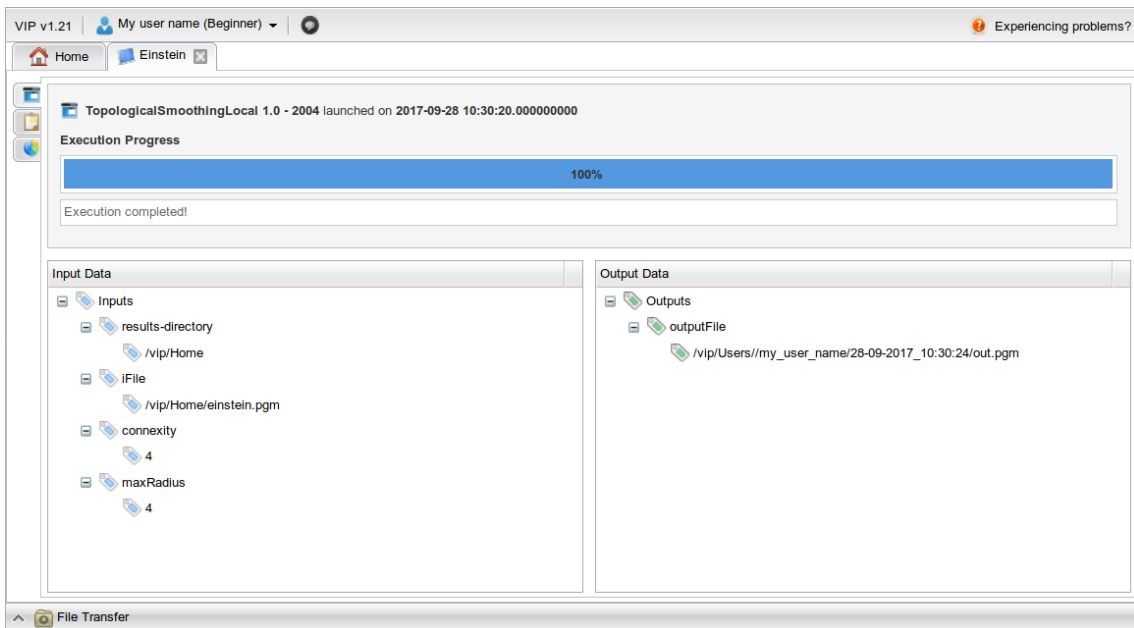 VIP v1.21 My user name (Beginner) Experiencing problems?
Home Einstein
TopologicalSmoothingLocal 1.0 - 2004 launched on 2017-09-28 10:30:20.000000000
Execution Progress
100%
Execution completed!
Input Data
Inputs
results-directory
/vip/Home
iFile
/vip/Home/einstein.pgm
connexity
4
maxRadius
4
Output Data
Outputs
outputFile
/vip/Users//my_user_name/28-09-2017_10:30:24/out.pgm
File Transfer